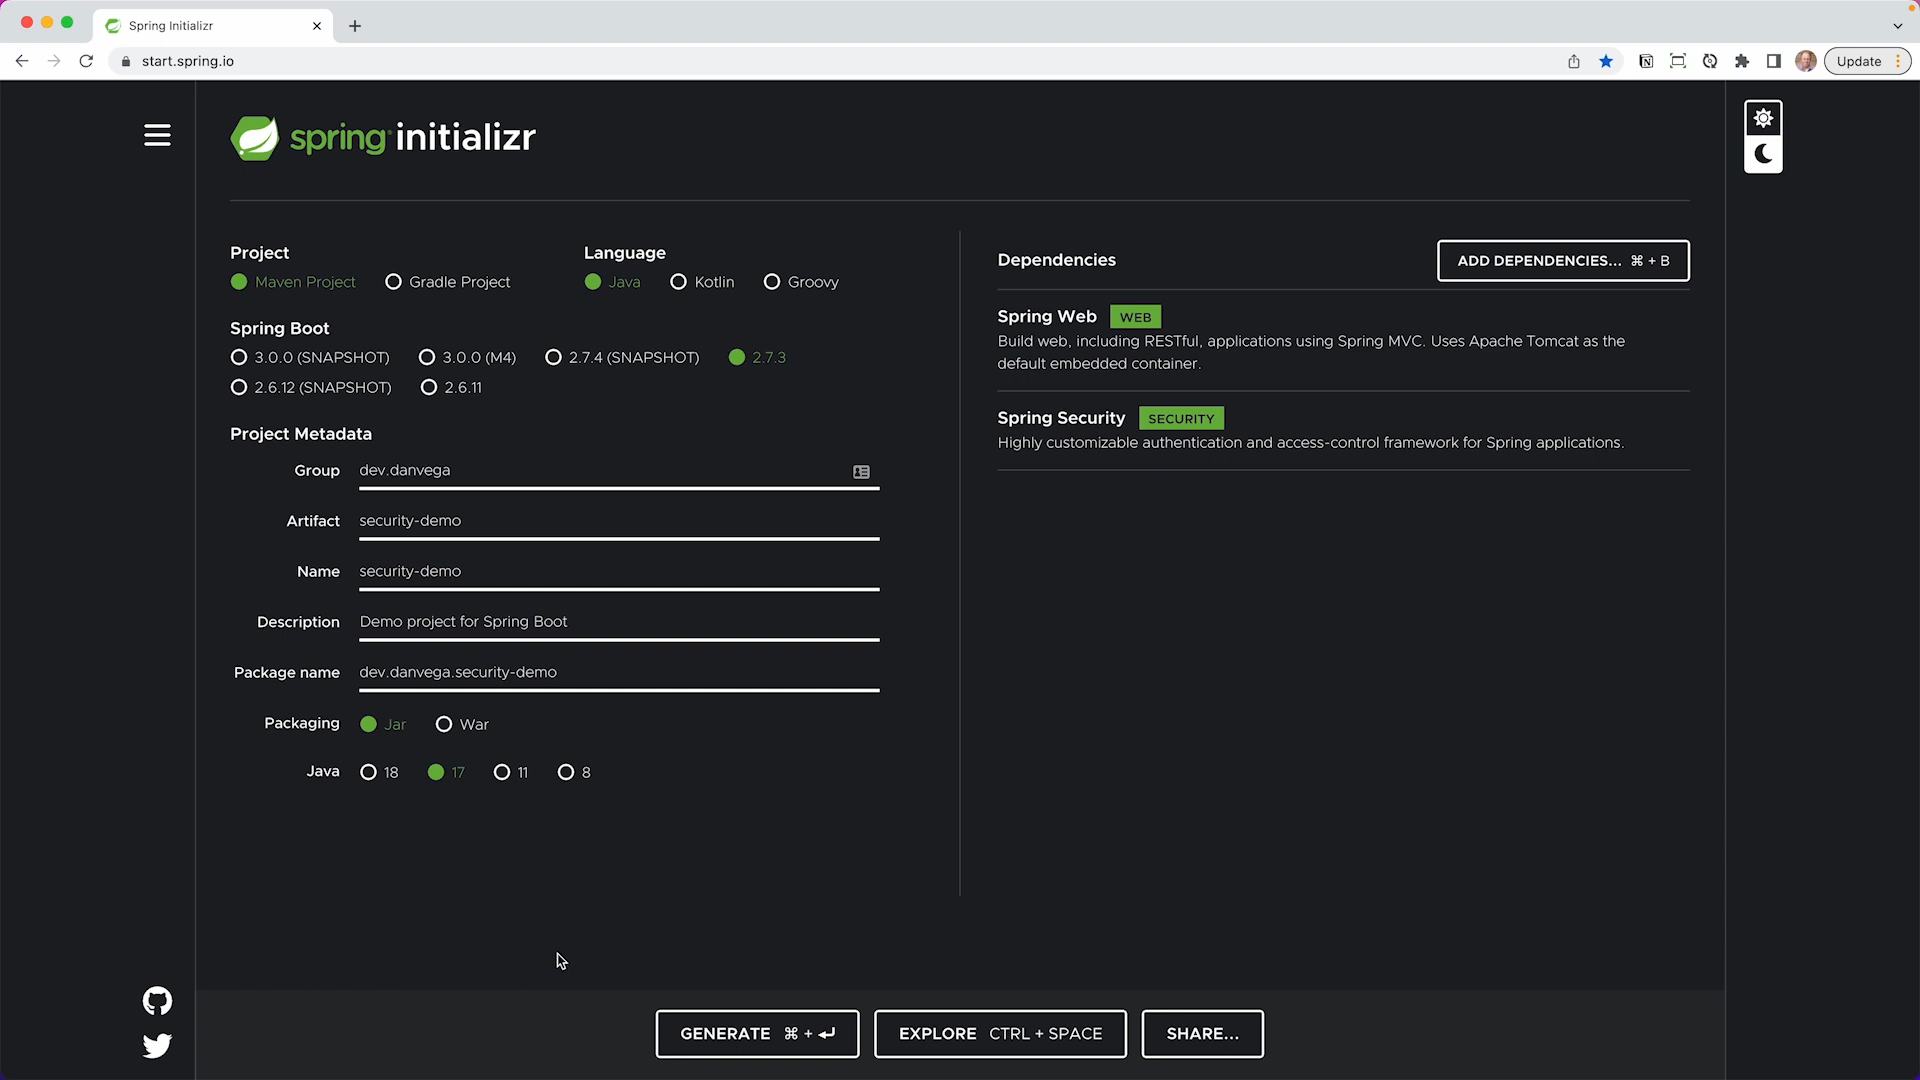 Spring Initializr
start.spring.io
Update
spring initializr
Project
Maven Project
Gradle Project
Language
Java
Kotlin
Groovy
Spring Boot
3.0.0 (SNAPSHOT)
3.0.0 (M4)
2.7.4 (SNAPSHOT)
2.7.3
2.6.12 (SNAPSHOT)
2.6.11
Project Metadata
Group dev.danvega
Artifact security-demo
Name security-demo
Description Demo project for Spring Boot
Package name dev.danvega.security-demo
Packaging Jar War
Java 18 17 11 8
Dependencies
ADD DEPENDENCIES... ⌘ + B
Spring Web WEB
Build web, including RESTful, applications using Spring MVC. Uses Apache Tomcat as the
default embedded container.
Spring Security SECURITY
Highly customizable authentication and access-control framework for Spring applications.
GENERATE ⌘ + ↵
EXPLORE CTRL + SPACE
SHARE...